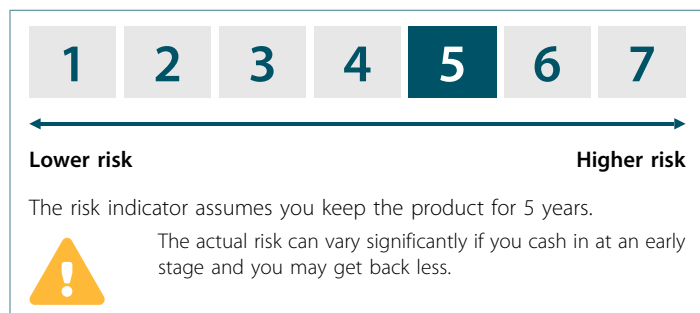 1 2 3 4 5 6 7
Lower risk Higher risk
The risk indicator assumes you keep the product for 5 years.
The actual risk can vary significantly if you cash in at an early
stage and you may get back less.